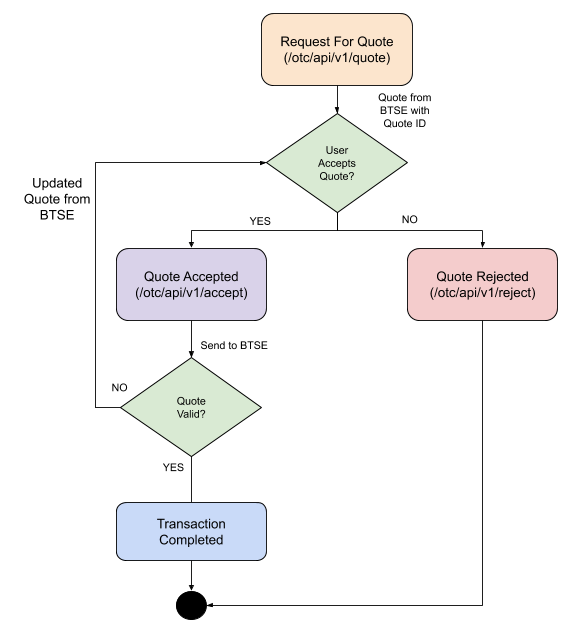 Request For Quote
(/otc/api/v1/quote)
Quote from
BTSE with
Quote ID
User
Accepts
Quote?
Updated
Quote from
BTSE
YES
NO
Quote Accepted
(/otc/api/v1/accept)
Quote Rejected
(/otc/api/v1/reject)
Send to BTSE
NO
Quote
Valid?
YES
Transaction
Completed